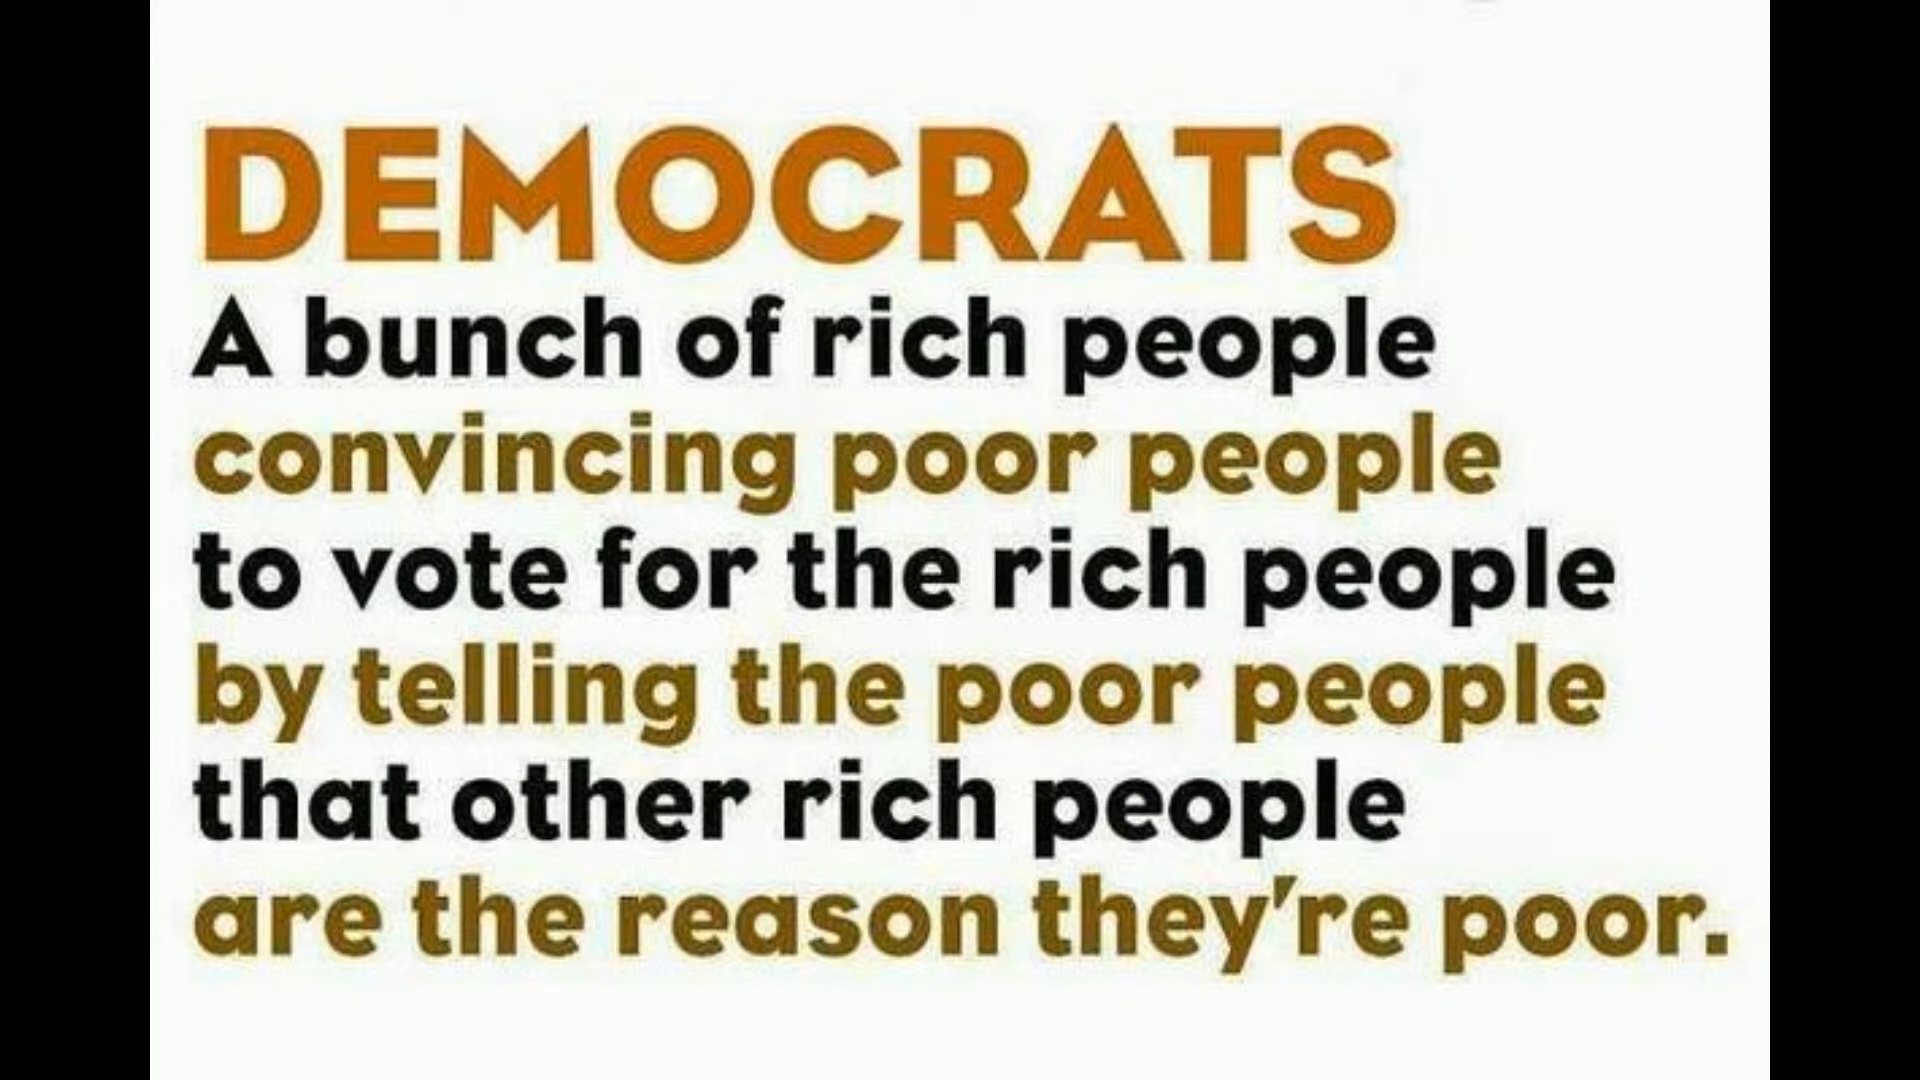 DEMOCRATS
A bunch of rich people
convincing poor people
to vote for the rich people
by telling the poor people
that other rich people
are the reason they're poor.